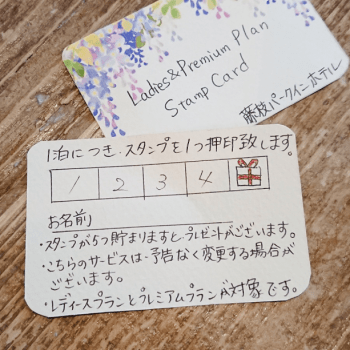 Ladies&Premium Plan
Stamp Card
藤枝パークインホテル
1泊につき、スタンプを1つ押印致します。
1 2 3 4
お名前
・スタンプが5つ貯まりますとプレゼントがございます。
・こちらのサービスは予告なく変更する場合が
ございます。
・レディースプランとプレミアムプランが対象です。